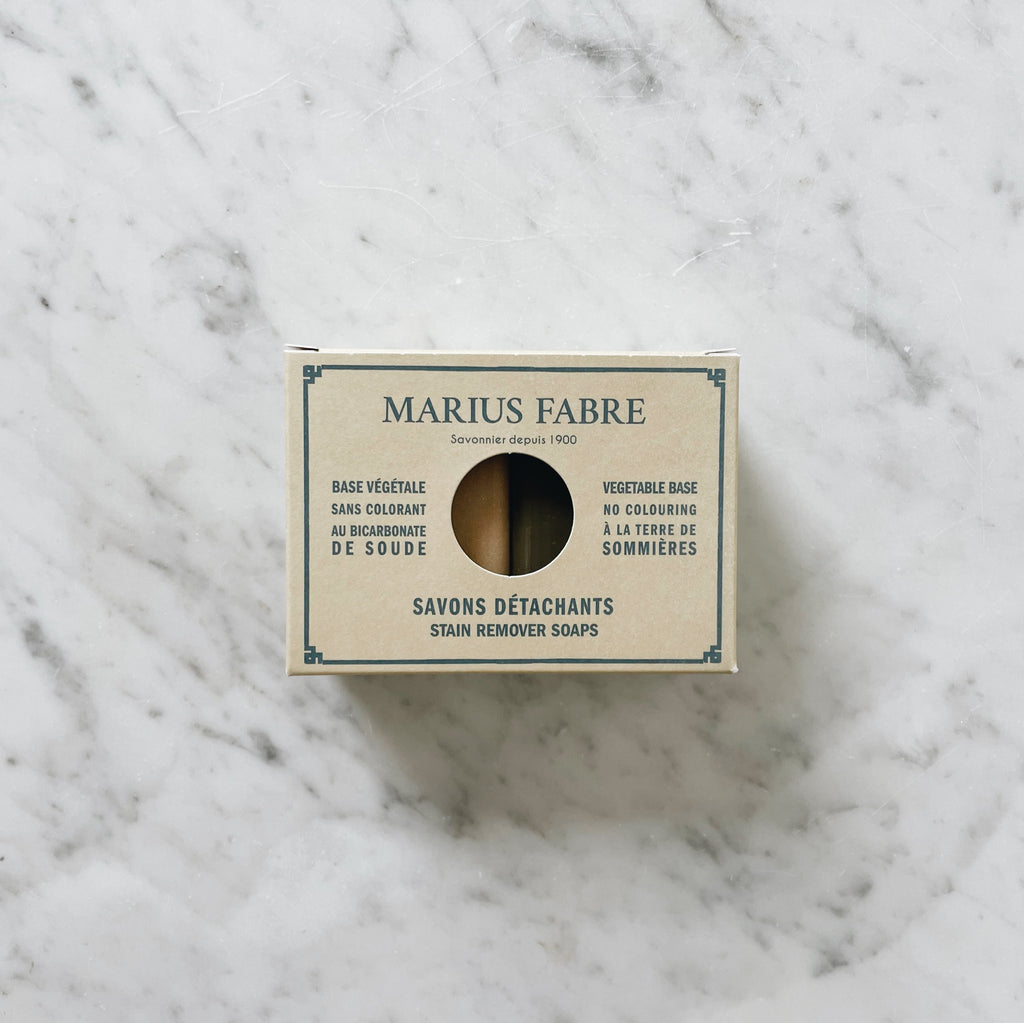 MARIUS FABRE
Savonnier depuis 1900
BASE VÉGÉTALE
SANS COLORANT
AU BICARBONATE
DE SOUDE
VEGETABLE BASE
NO COLOURING
À LA TERRE DE
SOMMIÈRES
SAVONS DÉTACHANTS
STAIN REMOVER SOAPS